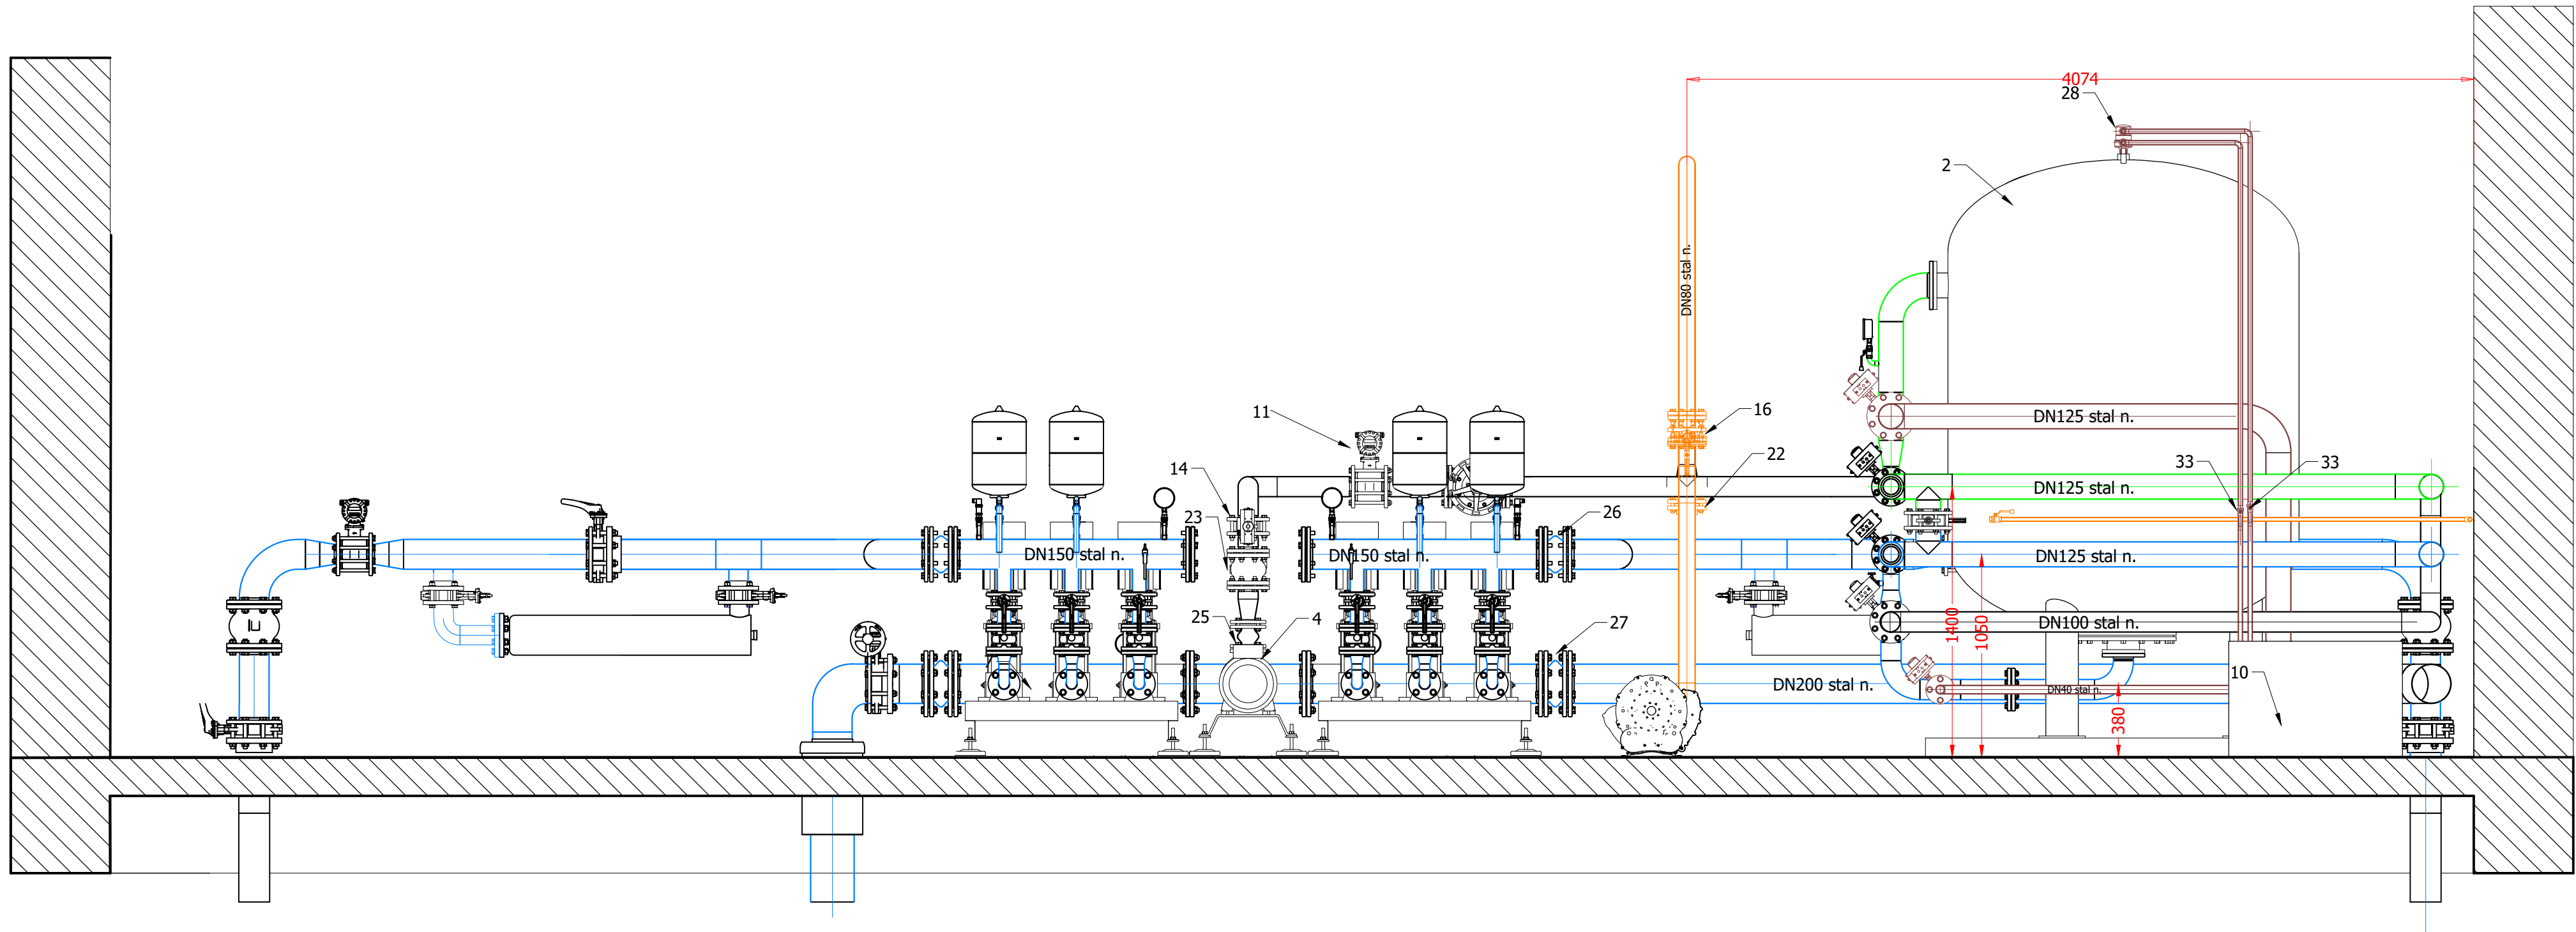 4074
28
2
DN80 stal n.
11
16
DN125 stal n.
22
14
33
33
DN125 stal n.
23
26
DN150 stal n.
DN150 stal n.
DN125 stal n.
25
4
27
1400
1050
DN100 stal n.
10
DN200 stal n.
DN40 stal n.
380